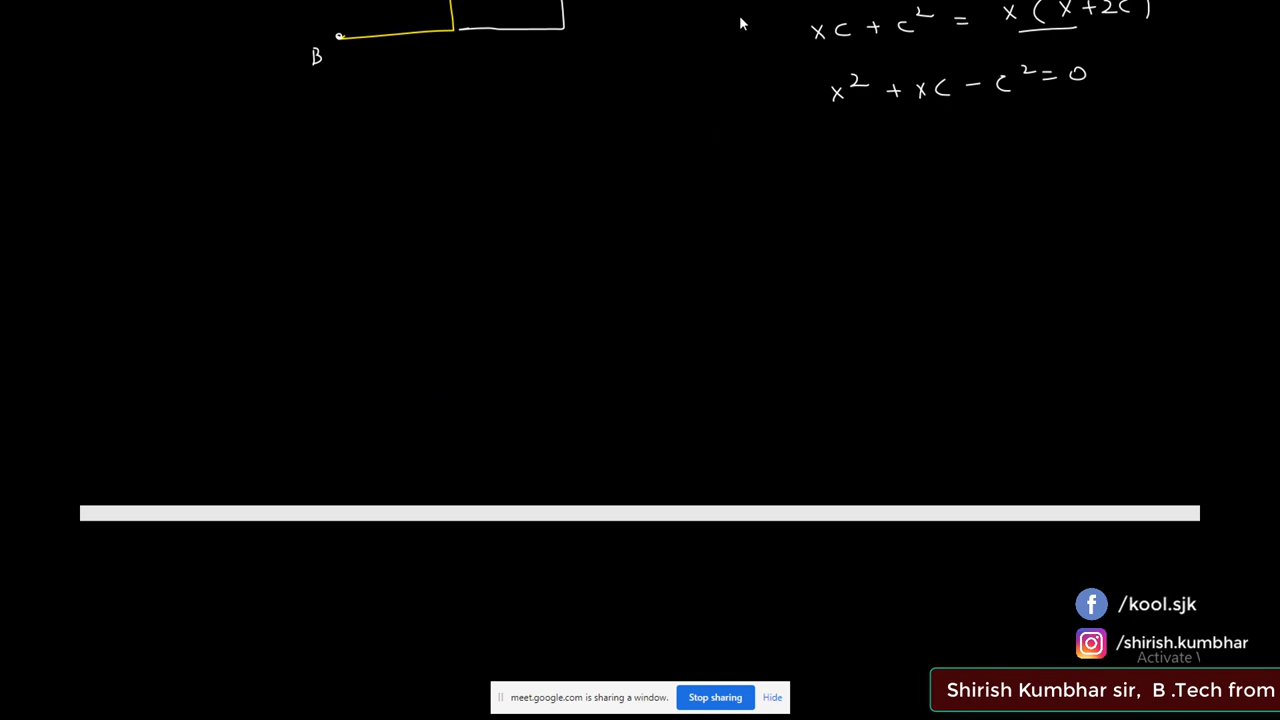 xc + c² = x ( x + 2c )
B
x² + xc - c² = 0
/kool.sjk
/shirish.kumbhar
Activate
meet.google.com is sharing a window. Stop sharing Hide
Shirish Kumbhar sir, B .Tech from